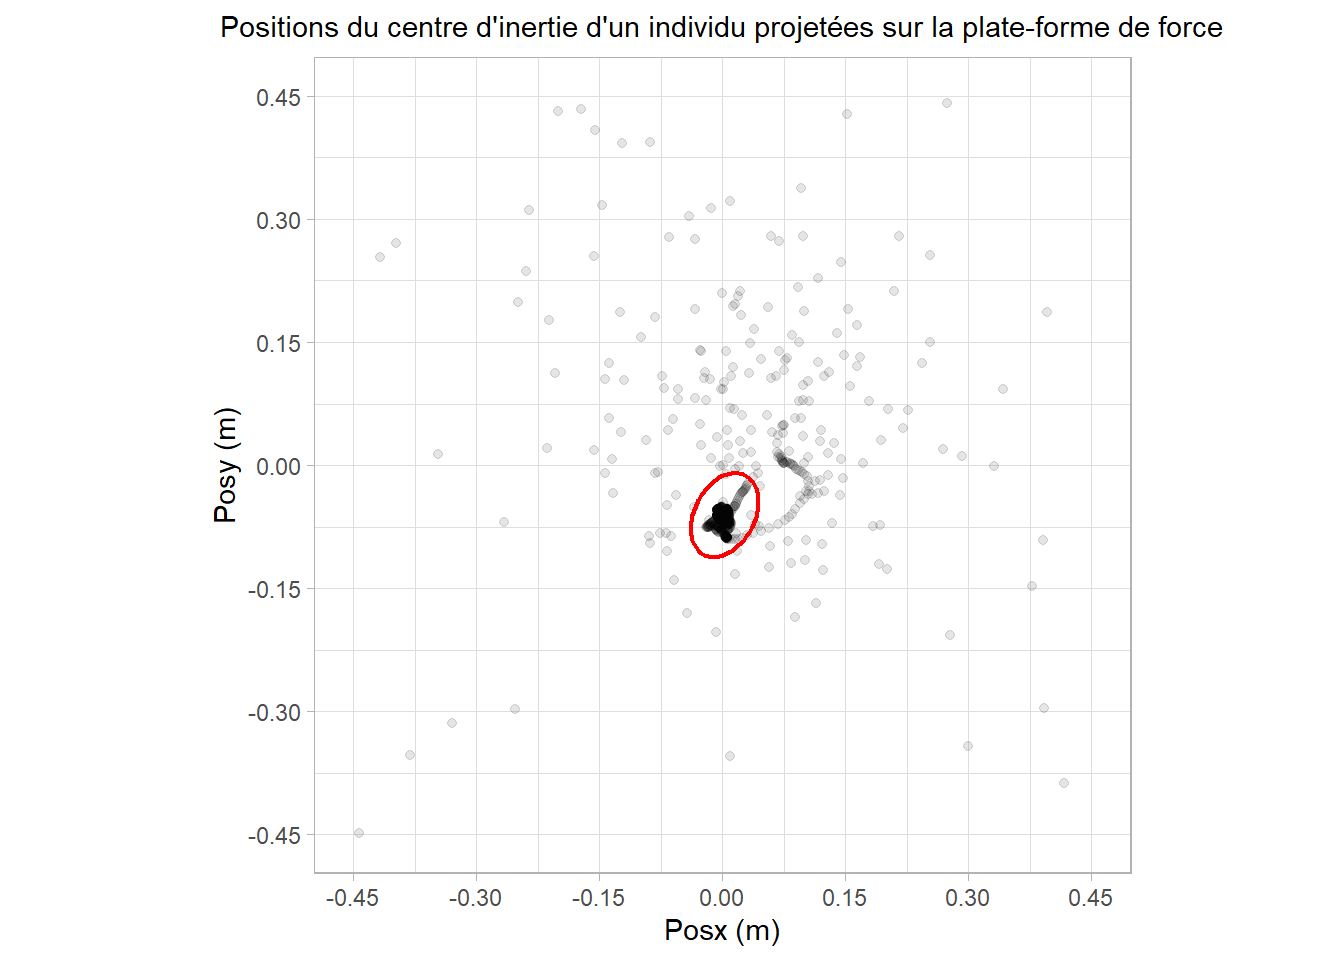 Positions du centre d'inertie d'un individu projetées sur la plate-forme de force
0.45
0.30
0.15
0.00
-0.15
-0.30
-0.45
Posy (m)
-0.45 -0.30 -0.15 0.00 0.15 0.30 0.45
Posx (m)